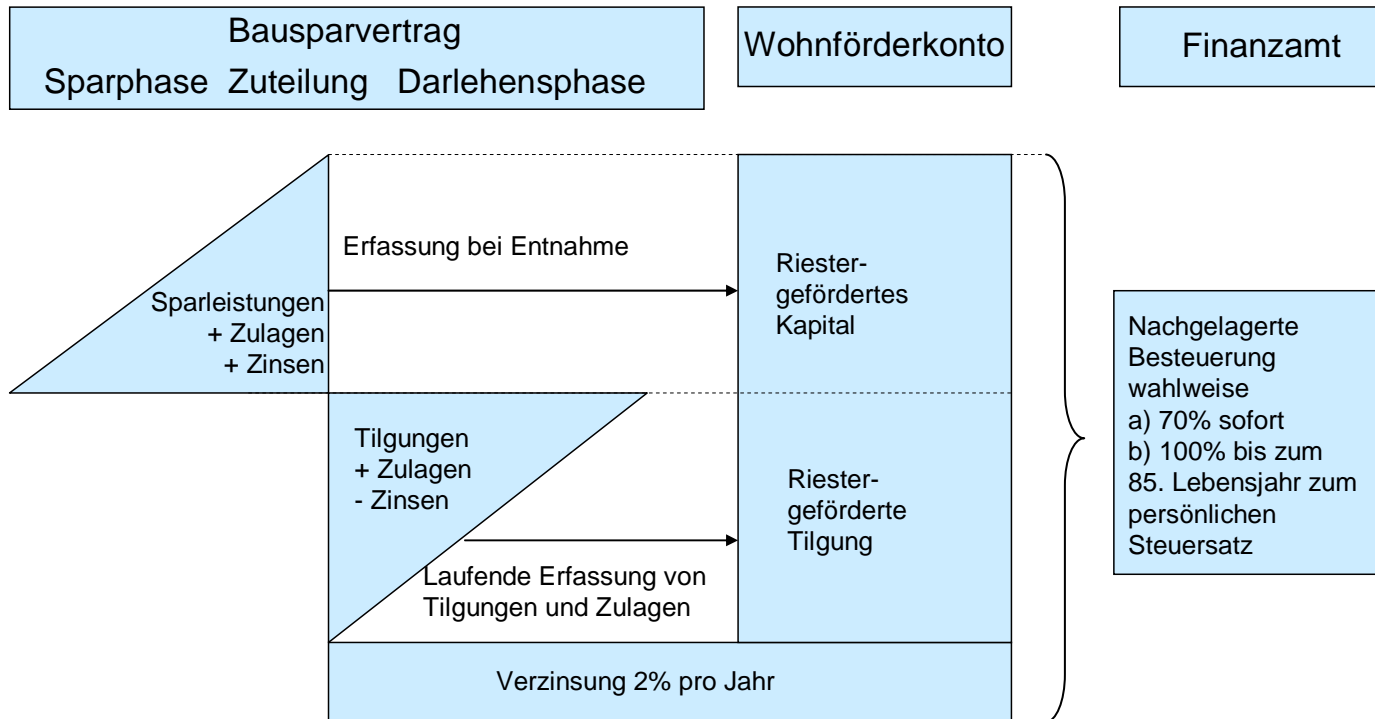 Bausparvertrag
Sparphase Zuteilung Darlehensphase
Wohnförderkonto
Finanzamt
Erfassung bei Entnahme
Sparleistungen
+ Zulagen
+ Zinsen
Riester-
gefördertes
Kapital
Tilgungen
+ Zulagen
- Zinsen
Laufende Erfassung von
Tilgungen und Zulagen
Riester-
geförderte
Tilgung
Verzinsung 2% pro Jahr
Nachgelagerte
Besteuerung
wahlweise
a) 70% sofort
b) 100% bis zum
85. Lebensjahr zum
persönlichen
Steuersatz